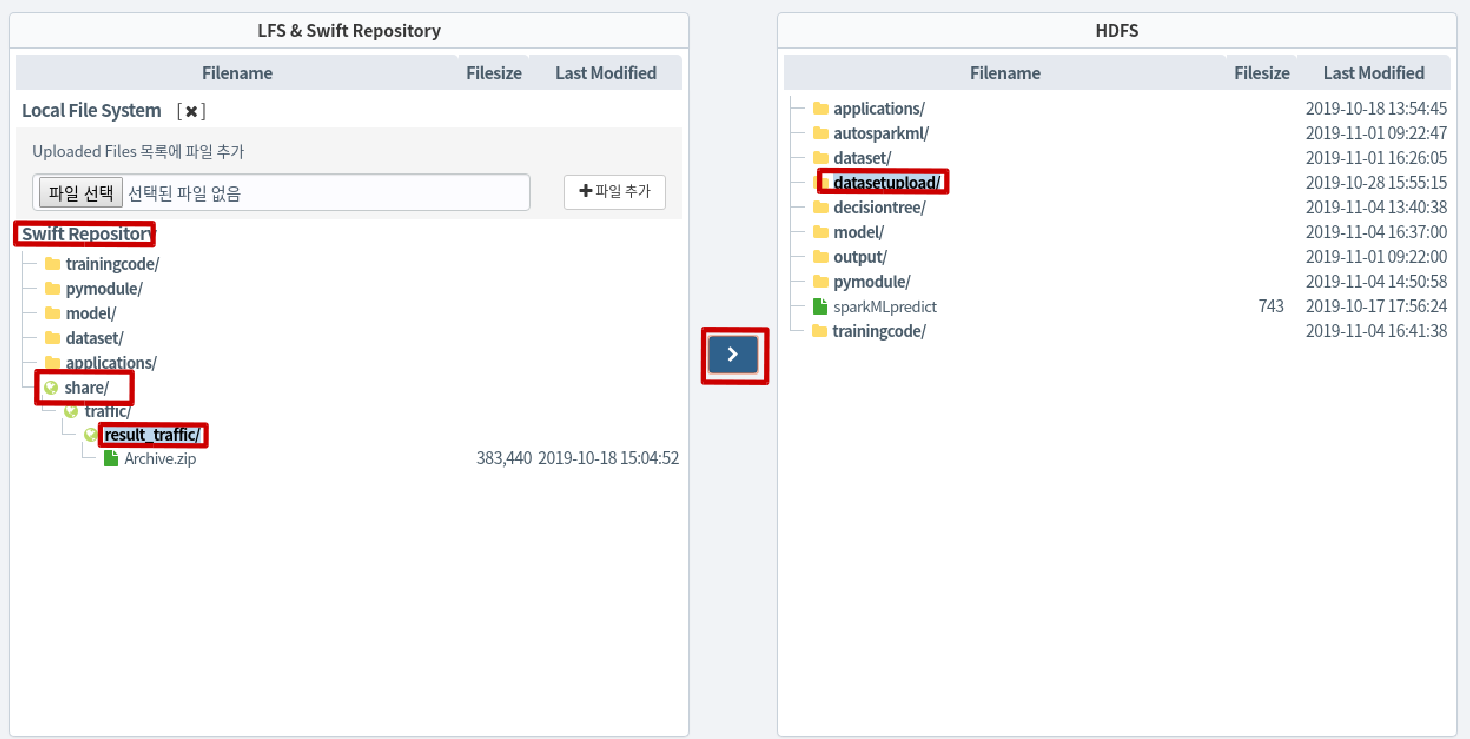 LFS & Swift Repository
Filename Filesize Last Modified
Local File System [✖]
Uploaded Files 목록에 파일 추가
파일 선택 선택된 파일 없음 +파일 추가
Swift Repository
trainingcode/
pymodule/
model/
dataset/
applications/
share/
traffic/
result_traffic/
Archive.zip 383,440 2019-10-18 15:04:52
HDFS
Filename Filesize Last Modified
applications/ 2019-10-18 13:54:45
autosparkml/ 2019-11-01 09:22:47
dataset/ 2019-11-01 16:26:05
datasetupload/ 2019-10-28 15:55:15
decisiontree/ 2019-11-04 13:40:38
model/ 2019-11-04 16:37:00
output/ 2019-11-01 09:22:00
pymodule/ 2019-11-04 14:50:58
sparkMLpredict 743 2019-10-17 17:56:24
trainingcode/ 2019-11-04 16:41:38